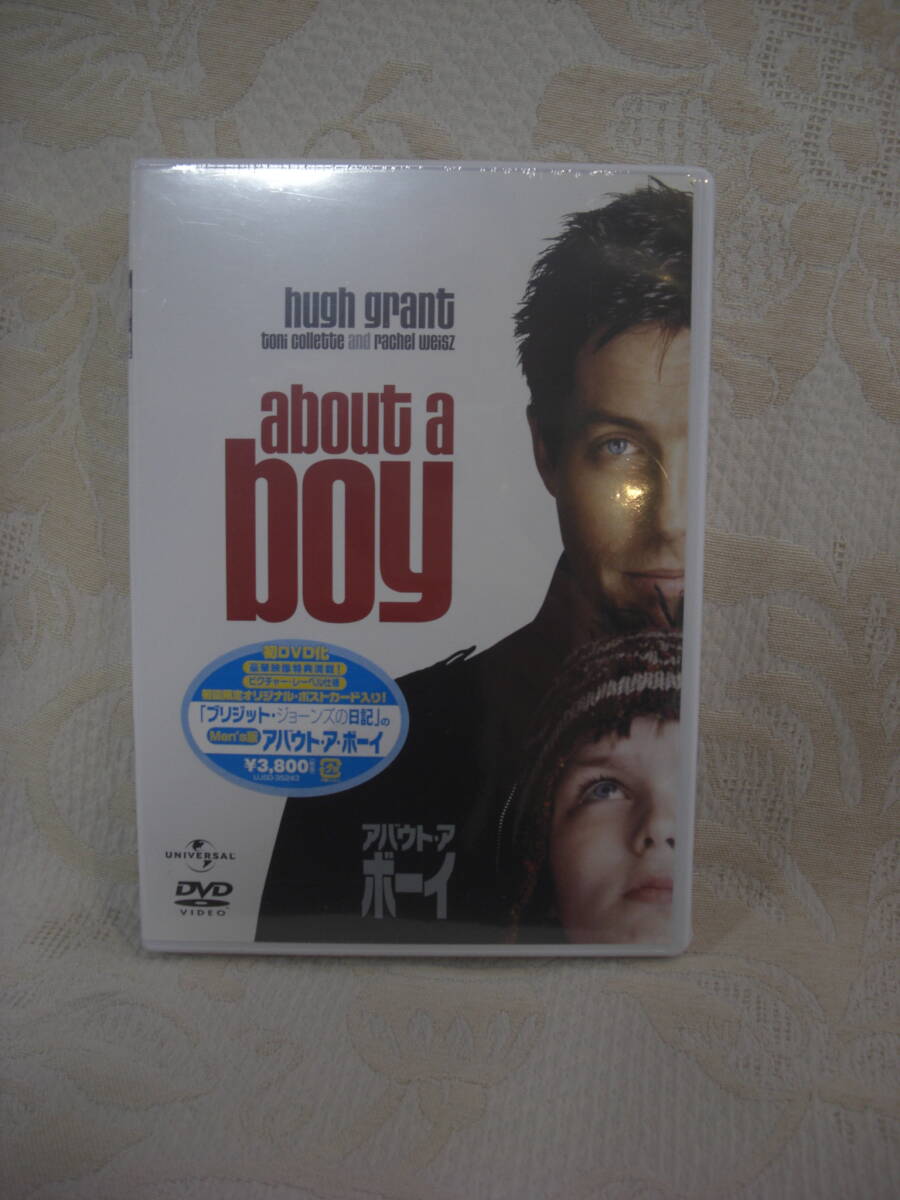 hugh grant
toni collette and rachel weisz
about a
boy
初DVD化
豪華映像特典満載!
ピクチャー・レーベル仕様
初回限定オリジナル・ポストカード入り!
「ブリジット・ジョーンズの日記」の
Men's版 アバウト・ア・ボーイ
¥3,800
UJSD-35243
アバウト・ア
ボーイ
UNIVERSAL
DVD
VIDEO